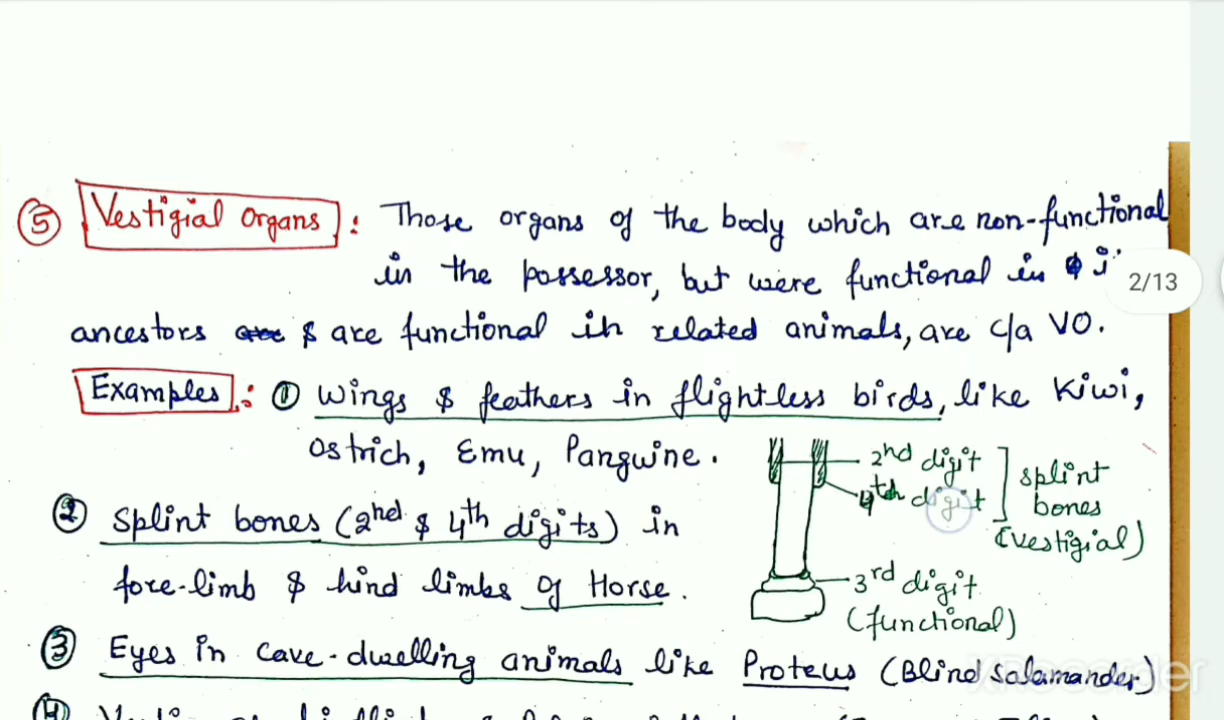 ⑤ Vestigial Organs : Those organs of the body which are non-functional
in the possessor, but were functional in
2/13
ancestors $ are functional in related animals, are c/a VO.
Examples : ① Wings $ feathers in flightless birds, like Kiwi,
Ostrich, Emu, Panguine.
② Splint bones (2nd $ 4th digits) in
fore-limb $ hind limbs of Horse.
2nd digit
4th digit
splint
bones
(vestigial)
3rd digit
(functional)
③ Eyes in cave-dwelling animals like Proteus (Blind salamander)
④
XRecorder